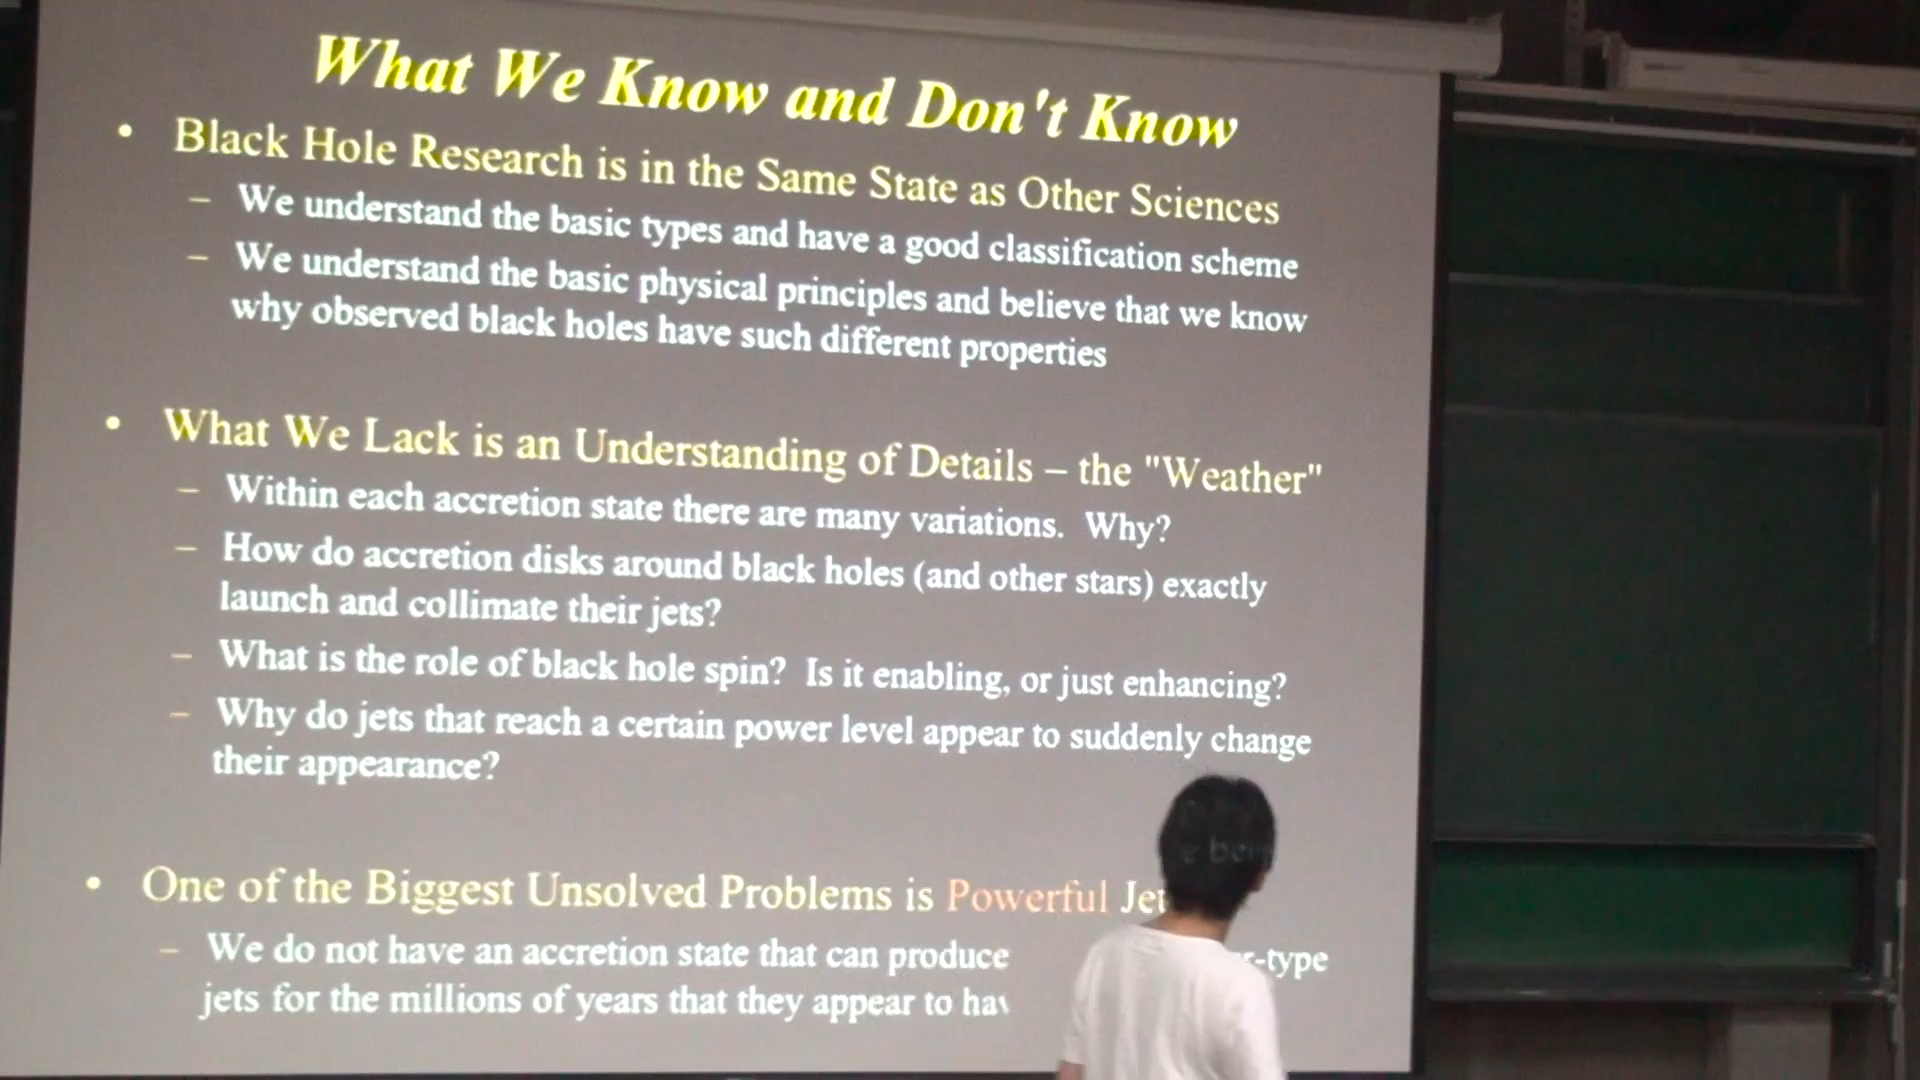 What We Know and Don't Know
• Black Hole Research is in the Same State as Other Sciences
– We understand the basic types and have a good classification scheme
– We understand the basic physical principles and believe that we know
why observed black holes have such different properties
• What We Lack is an Understanding of Details – the "Weather"
– Within each accretion state there are many variations. Why?
– How do accretion disks around black holes (and other stars) exactly
launch and collimate their jets?
– What is the role of black hole spin? Is it enabling, or just enhancing?
– Why do jets that reach a certain power level appear to suddenly change
their appearance?
• One of the Biggest Unsolved Problems is Powerful
– We do not have an accretion state that can produce -type
jets for the millions of years that they appear to